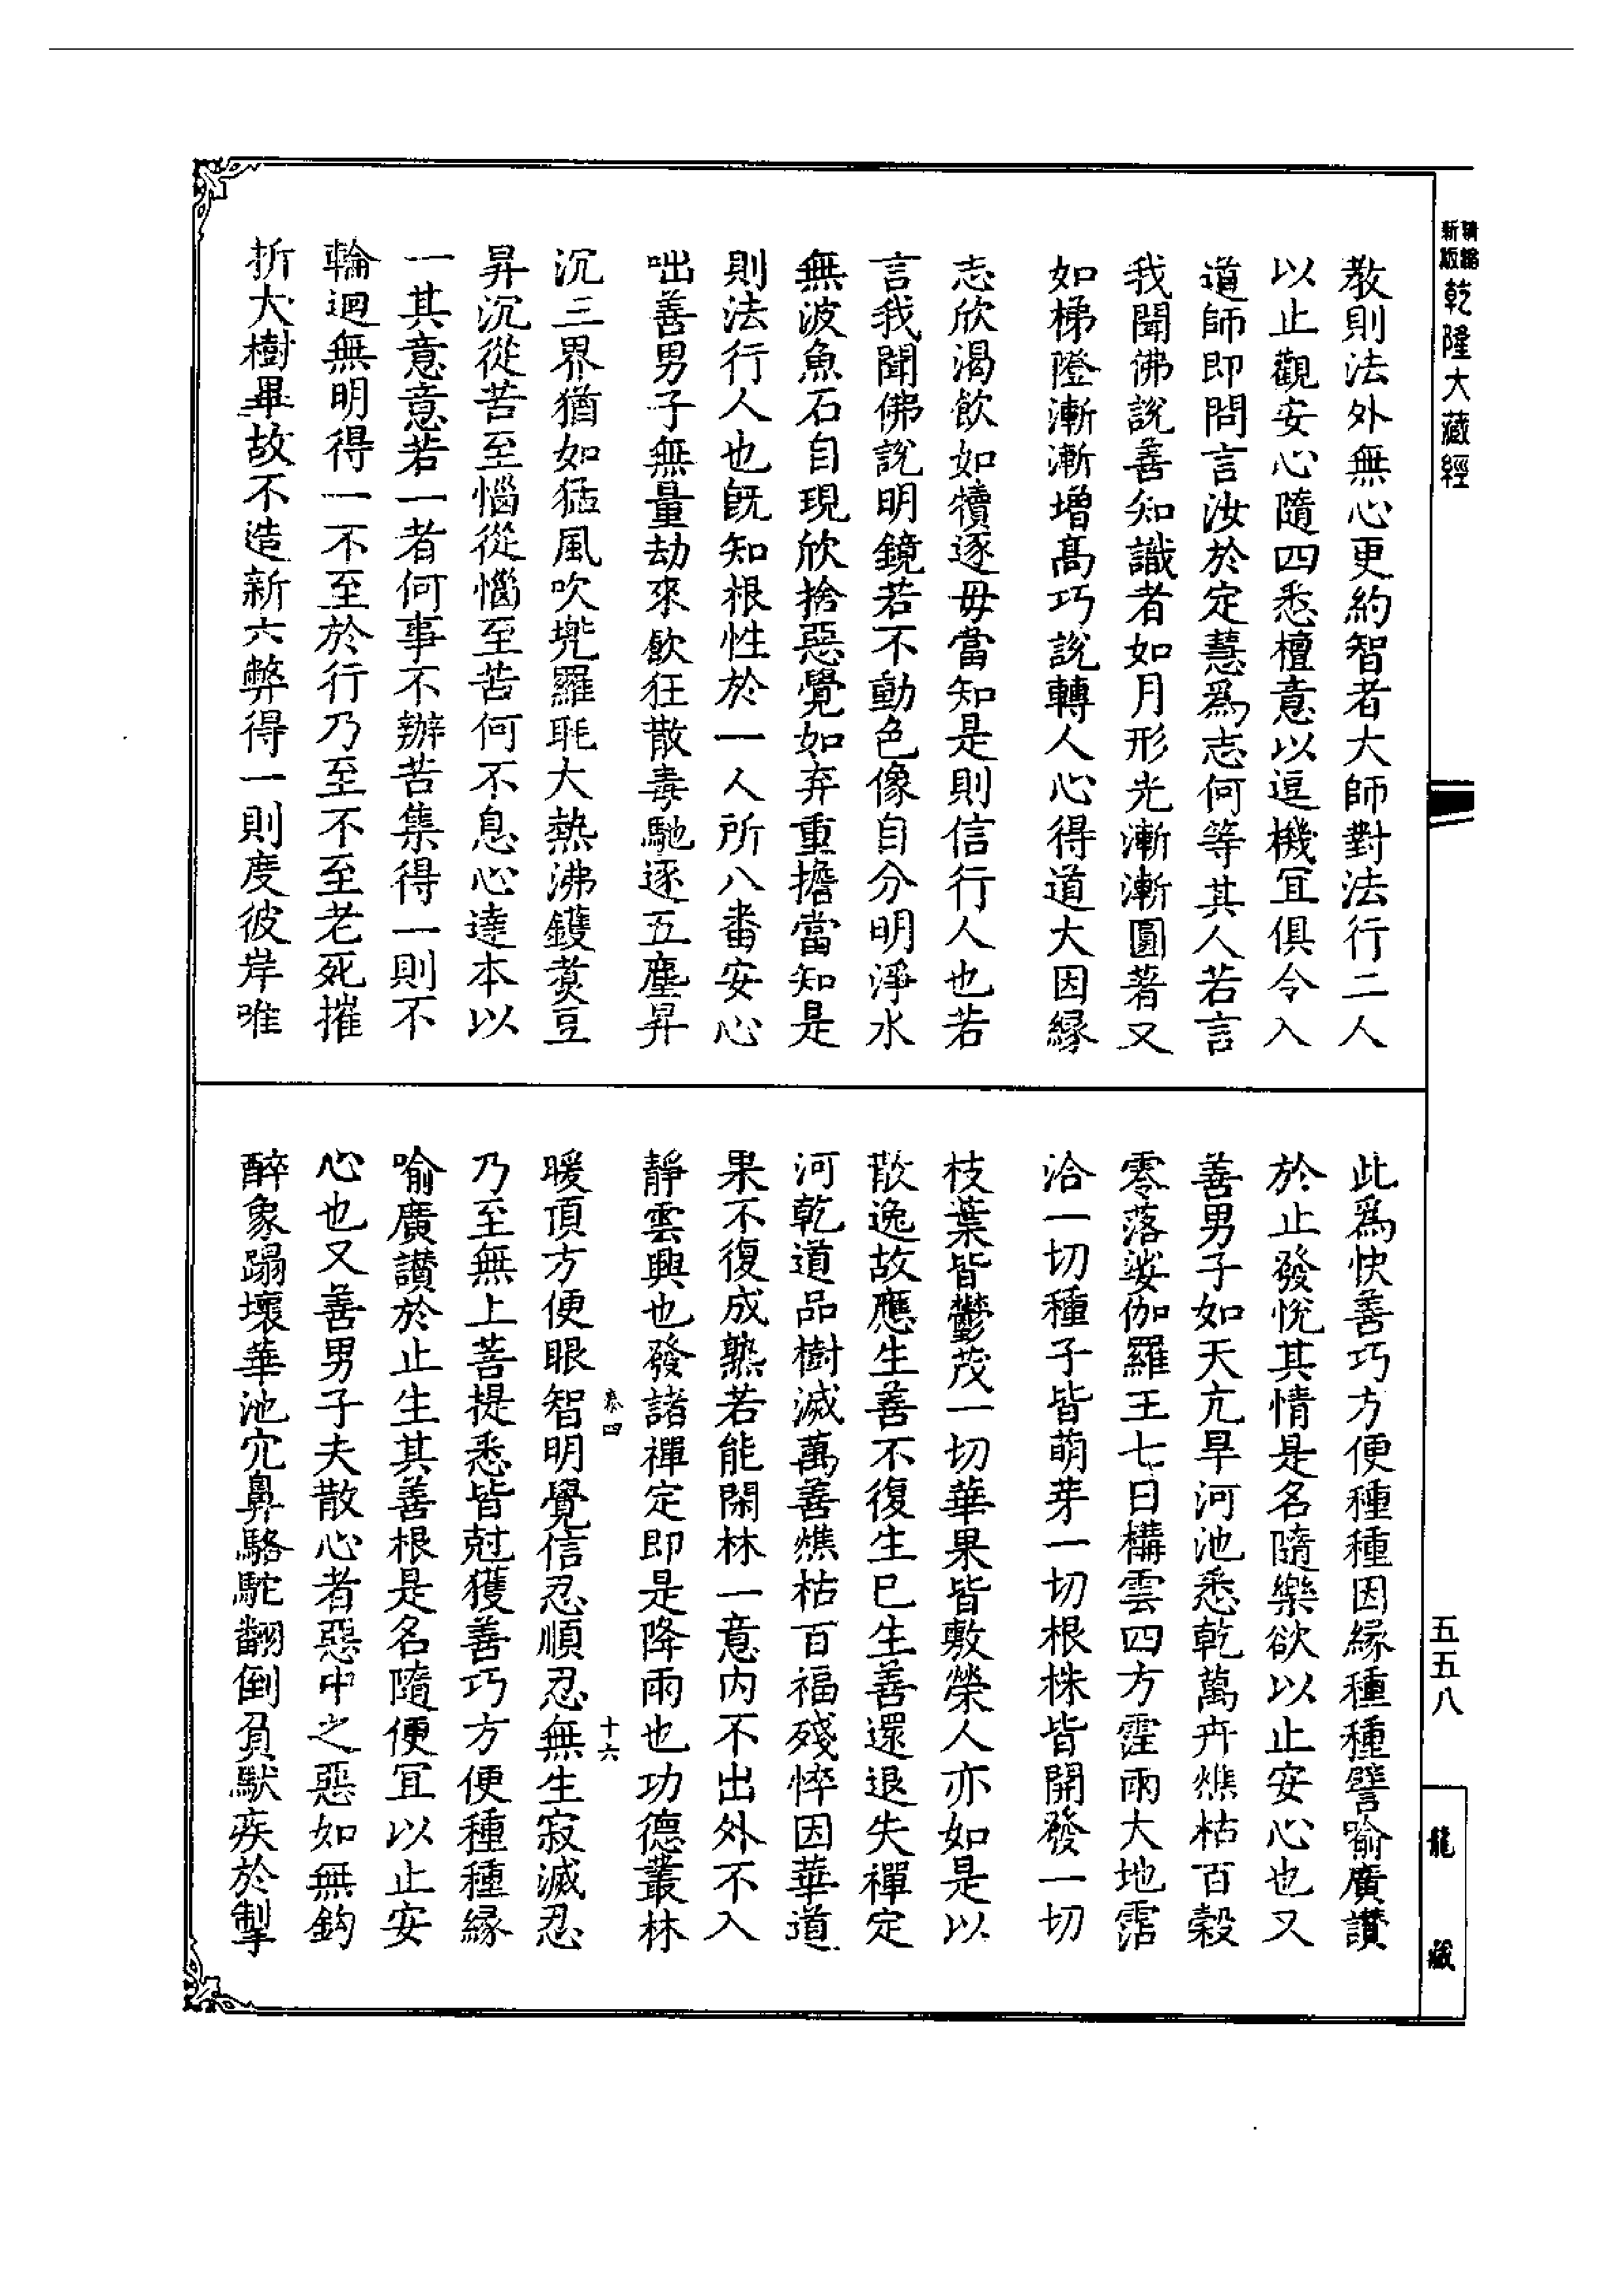 精縮
新版
乾隆大藏經
教則法外無心更約智者大師對法行二人
以止觀安心隨四悉檀意以逗機宜俱令入
道師即問言汝於定慧爲志何等其人若言
我聞佛說善知識者如月形光漸漸圓著又
如梯隥漸漸增高巧說轉人心得道大因緣
志欣渴飲如犢逐母當知是則信行人也若
言我聞佛說明鏡若不動色像自分明淨水
無波魚石自現欣捨惡覺如弃重擔當知是
則法行人也旣知根性於一人所八番安心
咄善男子無量劫來飲狂散毒馳逐五塵昇
沉三界猶如猛風吹兠羅毦大熱沸鑊煑豆
昇沉從苦至惱從惱至苦何不息心達本以
一其意意若一者何事不辦苦集得一則不
輪迴無明得一不至於行乃至不至老死摧
折大樹畢故不造新六弊得一則度彼岸唯
此爲快善巧方便種種因緣種種譬喻廣讚
於止發悅其情是名隨樂欲以止安心也又
善男子如天亢旱河池悉乾萬卉燋枯百穀
零落娑伽羅王七日構雲四方霔雨大地霑
洽一切種子皆萌芽一切根株皆開發一切
枝葉皆鬱茂一切華果皆敷榮人亦如是以
散逸故應生善不復生已生善還退失禪定
河乾道品樹滅萬善燋枯百福殘悴因華道
果不復成熟若能閑林一意內不出外不入
靜雲興也發諸禪定即是降雨也功德叢林
卷四
十六
暖頂方便眼智明覺信忍順忍無生寂滅忍
乃至無上菩提悉皆尅獲善巧方便種種緣
喻廣讚於止生其善根是名隨便宜以止安
心也又善男子夫散心者惡中之惡如無鈎
醉象蹋壞華池穴鼻駱駝翻倒負馱疾於掣
五五八
龍藏